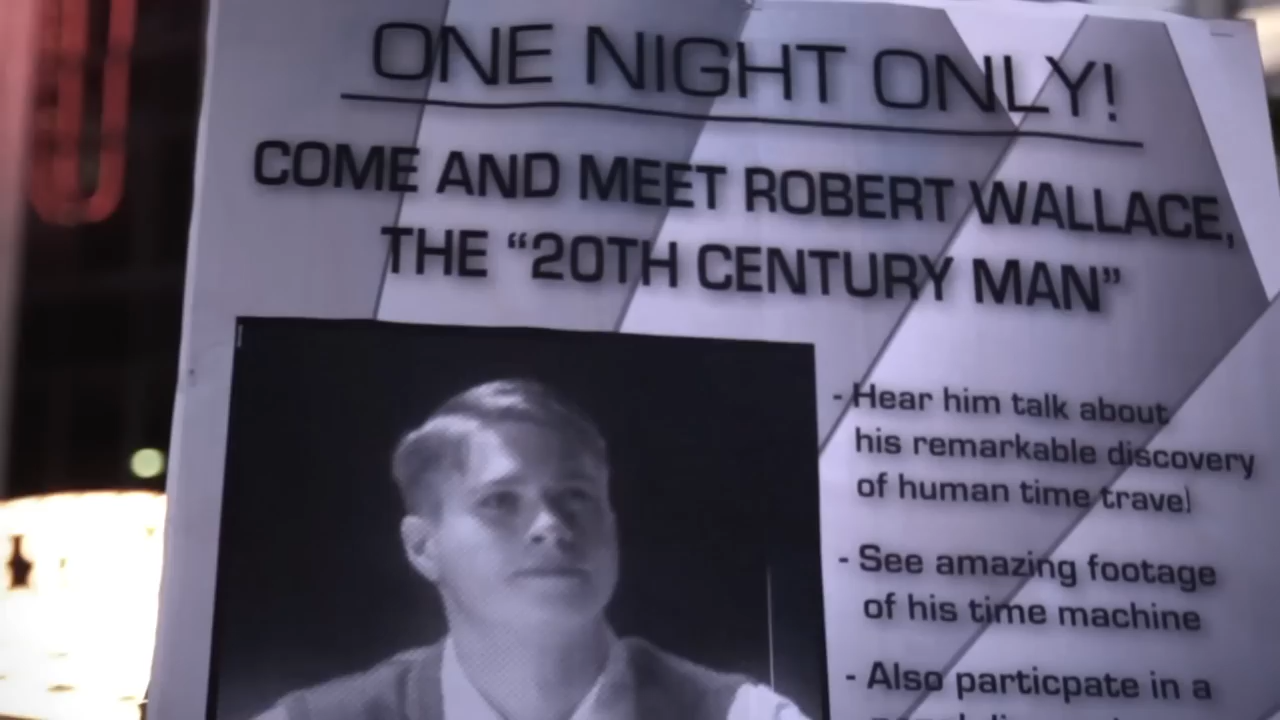 ONE NIGHT ONLY!
COME AND MEET ROBERT WALLACE,
THE “20TH CENTURY MAN”
- Hear him talk about
his remarkable discovery
of human time travel
- See amazing footage
of his time machine
- Also particpate in a